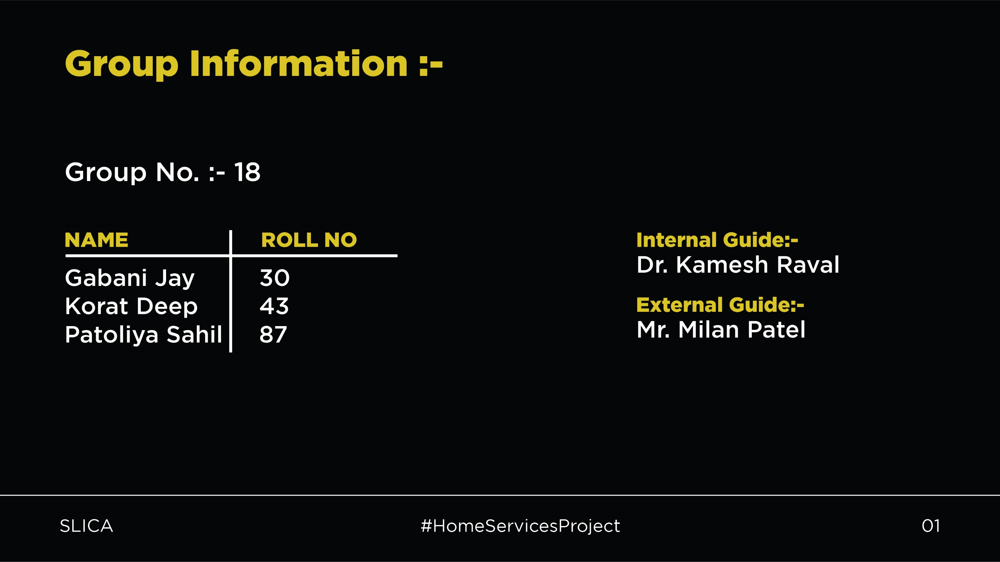 Group Information :-
Group No. :- 18
NAME ROLL NO
Gabani Jay 30
Korat Deep 43
Patoliya Sahil 87
Internal Guide:-
Dr. Kamesh Raval
External Guide:-
Mr. Milan Patel
SLICA #HomeServicesProject 01